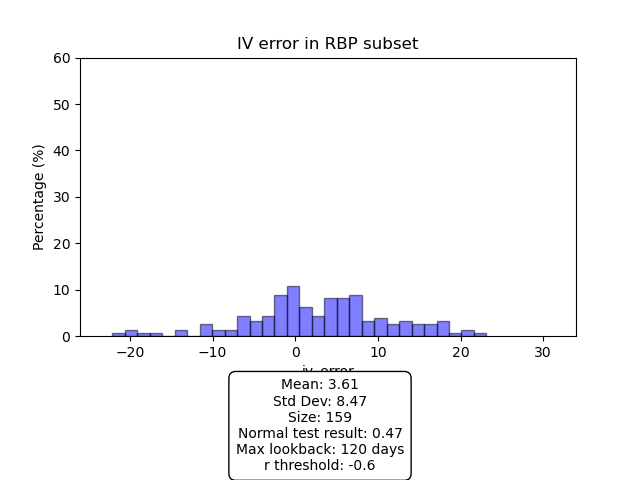 IV error in RBP subset
Percentage (%)
60
50
40
30
20
10
0
−20
−10
0
10
20
30
iv_error
Mean: 3.61
Std Dev: 8.47
Size: 159
Normal test result: 0.47
Max lookback: 120 days
r threshold: -0.6